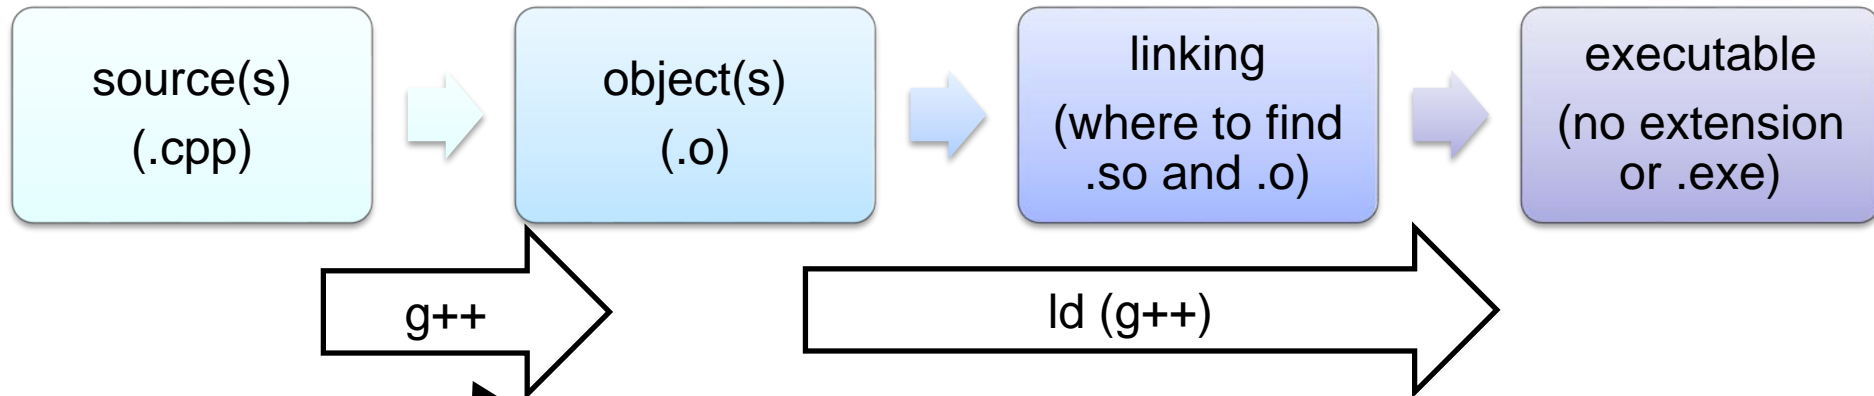 source(s)
(.cpp)
object(s)
(.o)
linking
(where to find
.so and .o)
executable
(no extension
or .exe)
g++
ld (g++)